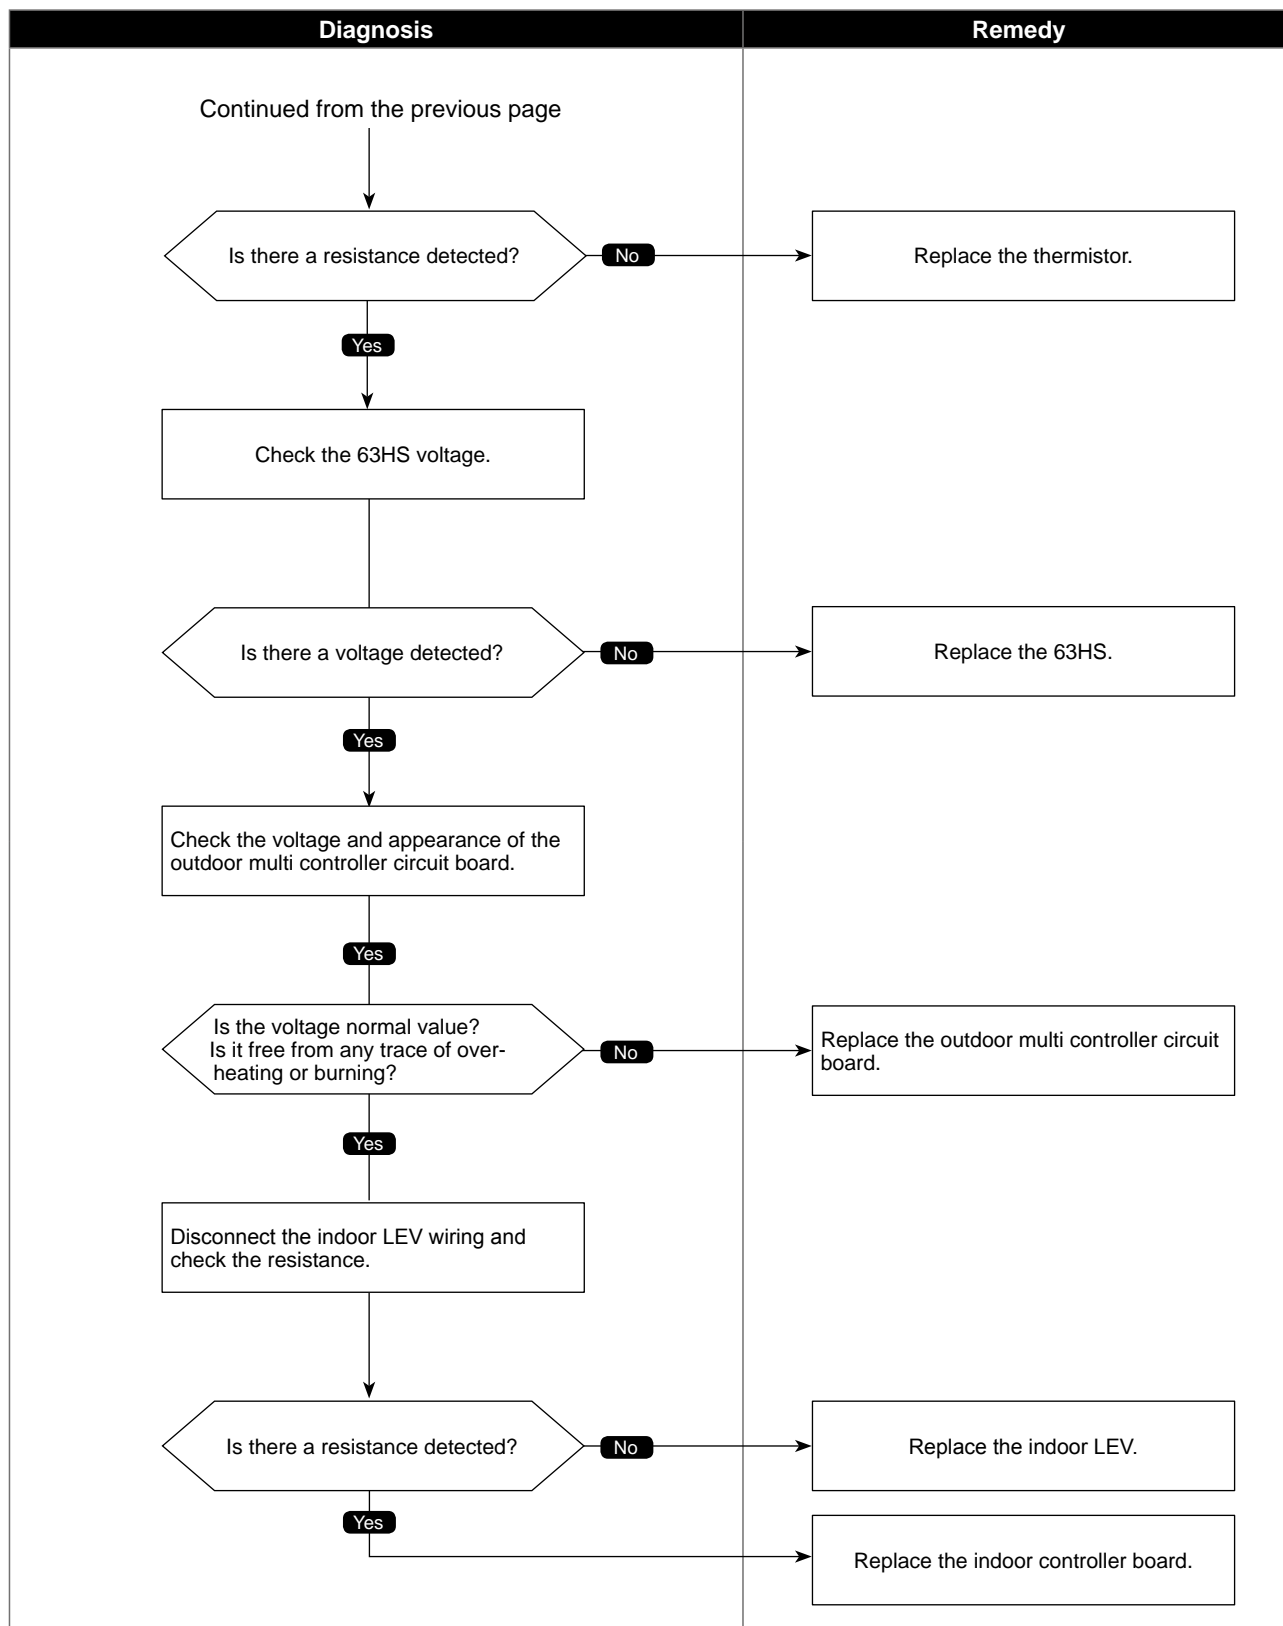 Diagnosis
Remedy
Continued from the previous page
Is there a resistance detected?
No
Replace the thermistor.
Yes
Check the 63HS voltage.
Is there a voltage detected?
No
Replace the 63HS.
Yes
Check the voltage and appearance of the
outdoor multi controller circuit board.
Yes
Is the voltage normal value?
Is it free from any trace of over-
heating or burning?
No
Replace the outdoor multi controller circuit
board.
Yes
Disconnect the indoor LEV wiring and
check the resistance.
Is there a resistance detected?
No
Replace the indoor LEV.
Yes
Replace the indoor controller board.